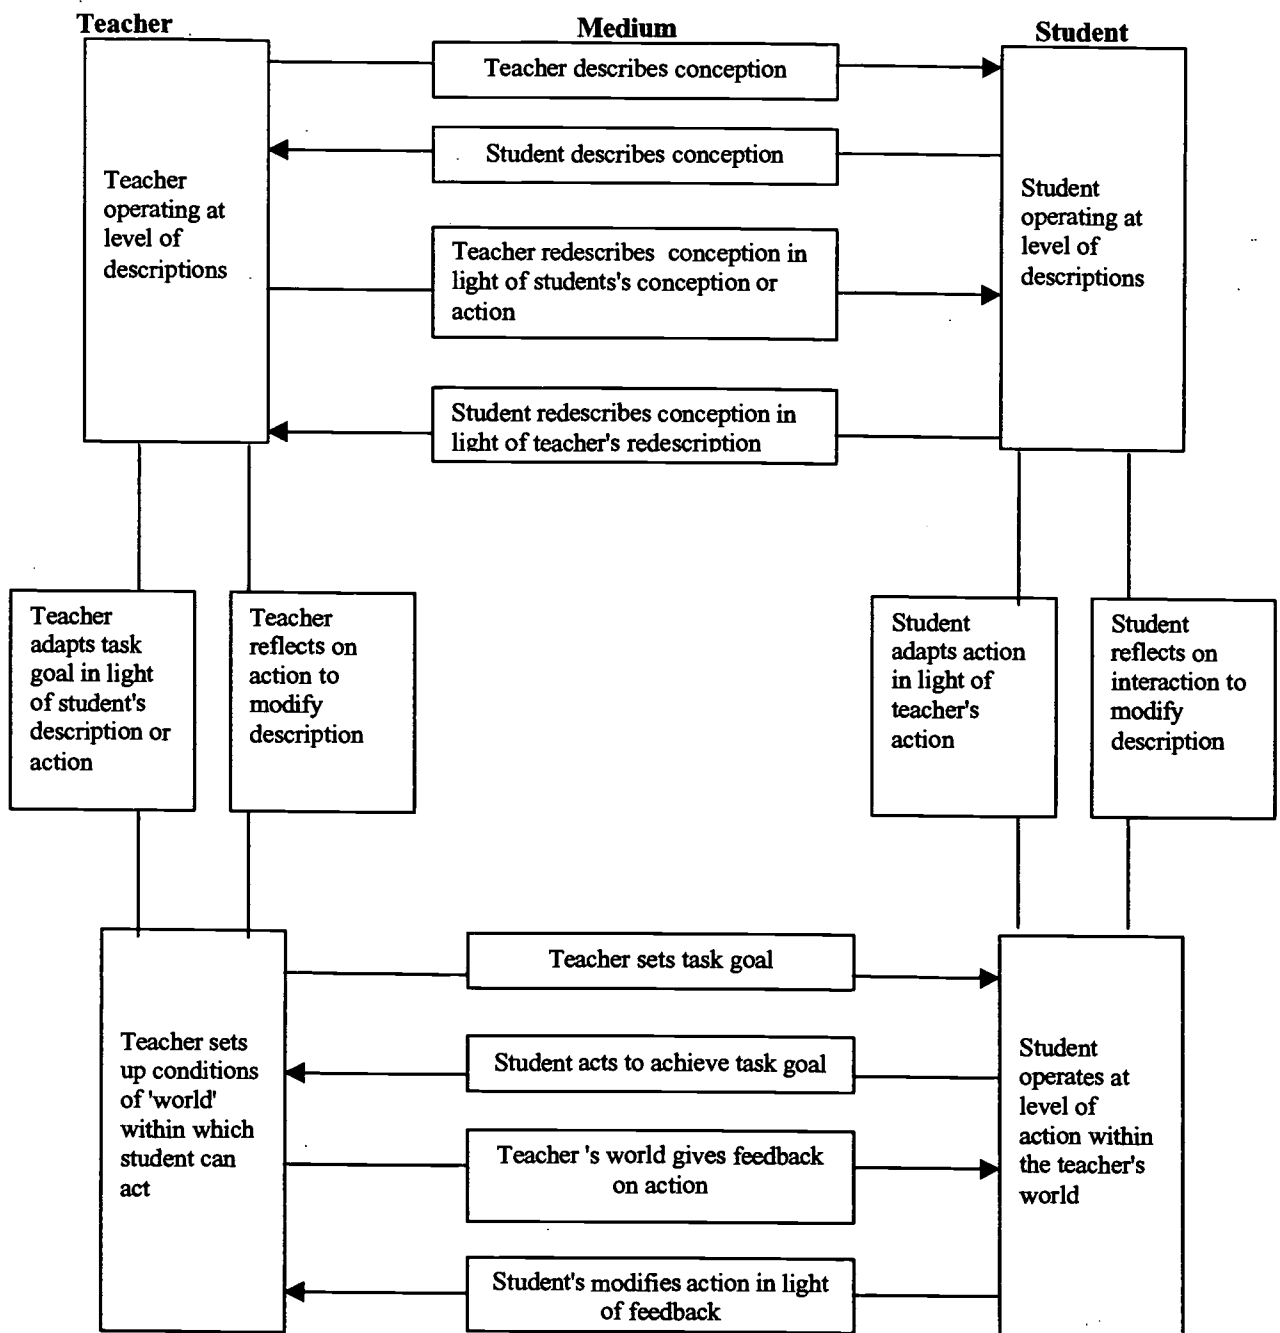 Teacher
Medium
Student
Teacher describes conception
Student describes conception
Teacher
operating at
level of
descriptions
Student
operating at
level of
descriptions
Teacher redescribes conception in
light of students's conception or
action
Student redescribes conception in
light of teacher's redescription
Teacher
adapts task
goal in light
of student's
description or
action
Teacher
reflects on
action to
modify
description
Student
adapts action
in light of
teacher's
action
Student
reflects on
interaction to
modify
description
Teacher sets task goal
Student acts to achieve task goal
Teacher sets
up conditions
of 'world'
within which
student can
act
Student
operates at
level of
action within
the teacher's
world
Teacher 's world gives feedback
on action
Student's modifies action in light
of feedback